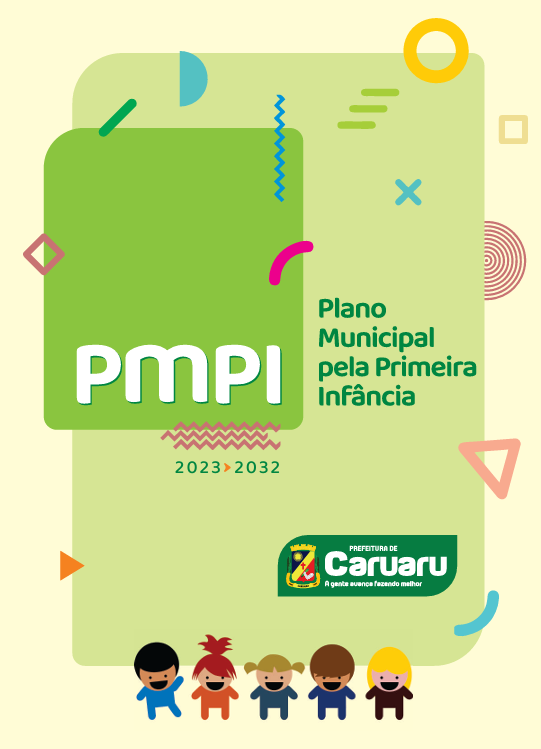 PMPI
Plano
Municipal
pela Primeira
Infância
2023>2032
PREFEITURA DE
Caruaru
A gente avança fazendo melhor